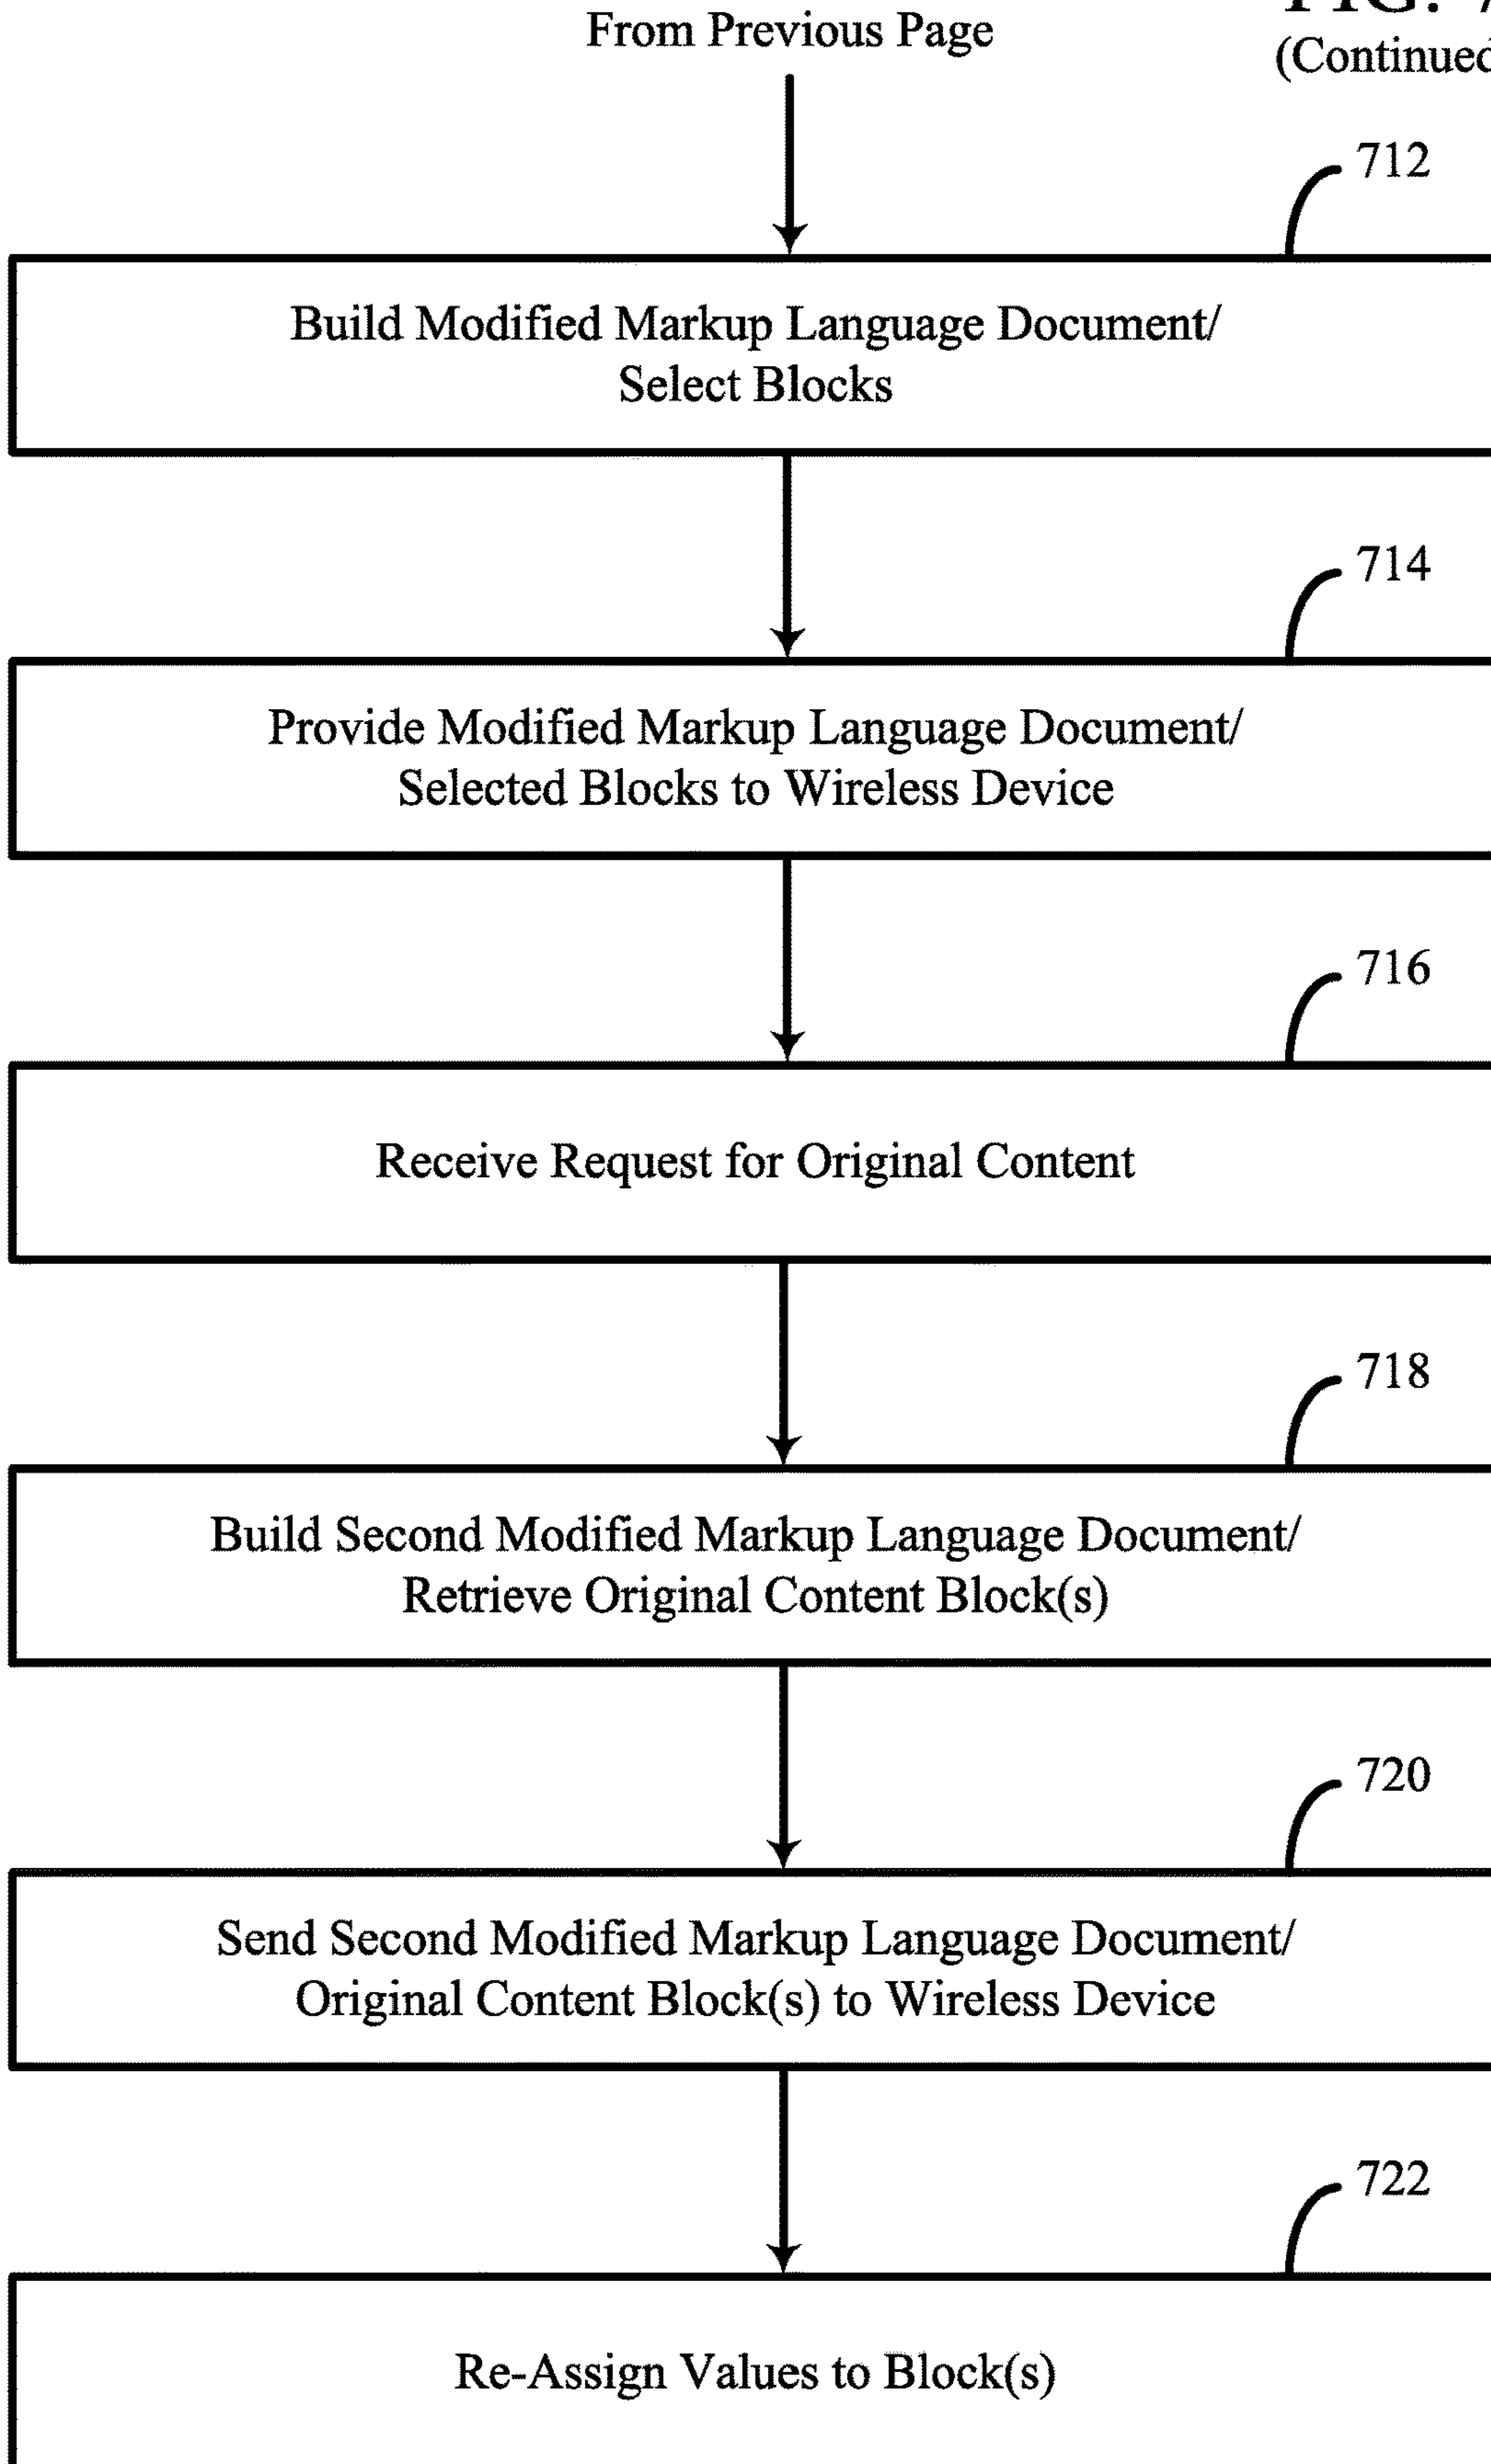 From Previous Page
FIG. 7
(Continued
712
Build Modified Markup Language Document/
Select Blocks
714
Provide Modified Markup Language Document/
Selected Blocks to Wireless Device
716
Receive Request for Original Content
718
Build Second Modified Markup Language Document/
Retrieve Original Content Block(s)
720
Send Second Modified Markup Language Document/
Original Content Block(s) to Wireless Device
722
Re-Assign Values to Block(s)